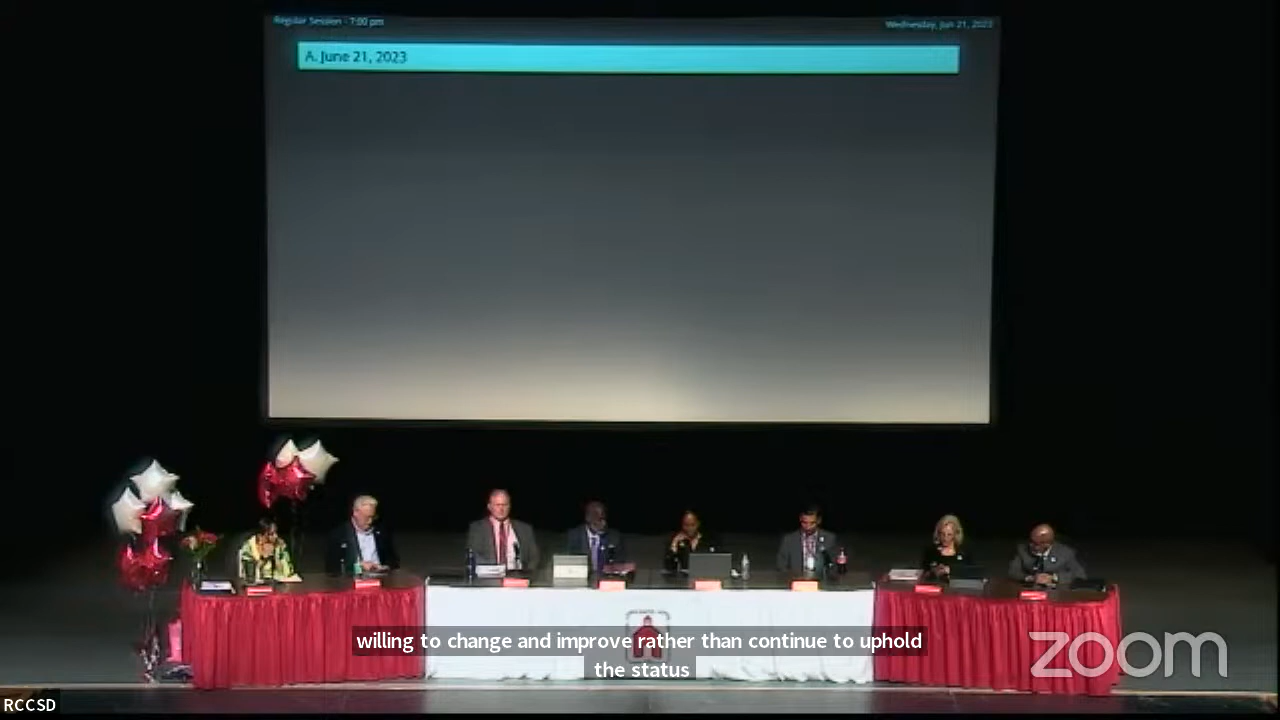 Regular Session - 7:00 pm
Wednesday, Jun 21, 2023
A. June 21, 2023
willing to change and improve rather than continue to uphold
the status
zoom
RCCSD